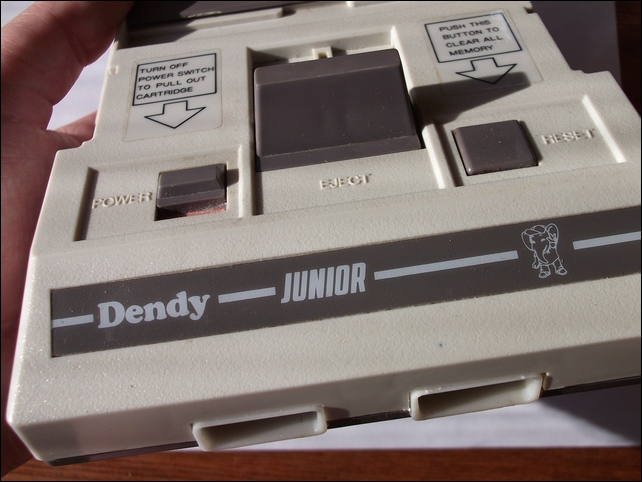 TURN OFF
POWER SWITCH
TO PULL OUT
CARTRIDGE
PUSH THIS
BUTTON TO
CLEAR ALL
MEMORY
POWER
EJECT
RESET
Dendy JUNIOR